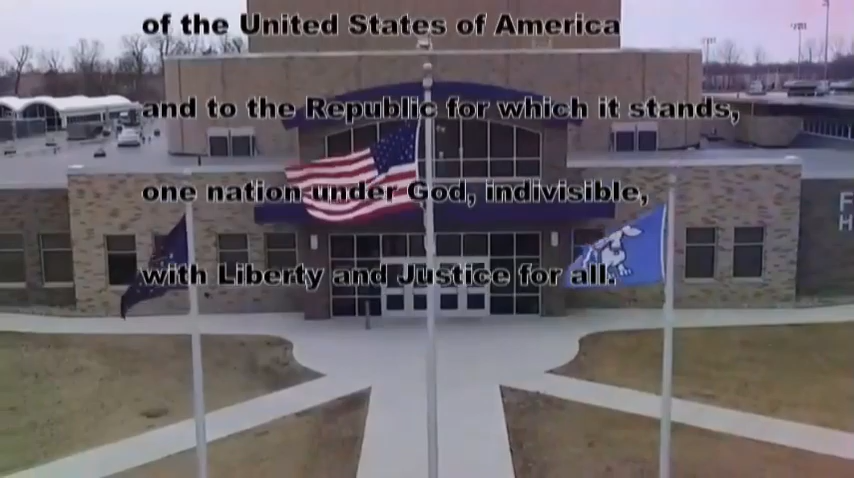 of the United States of America
and to the Republic for which it stands,
one nation under God, indivisible,
with Liberty and Justice for all.
F
H